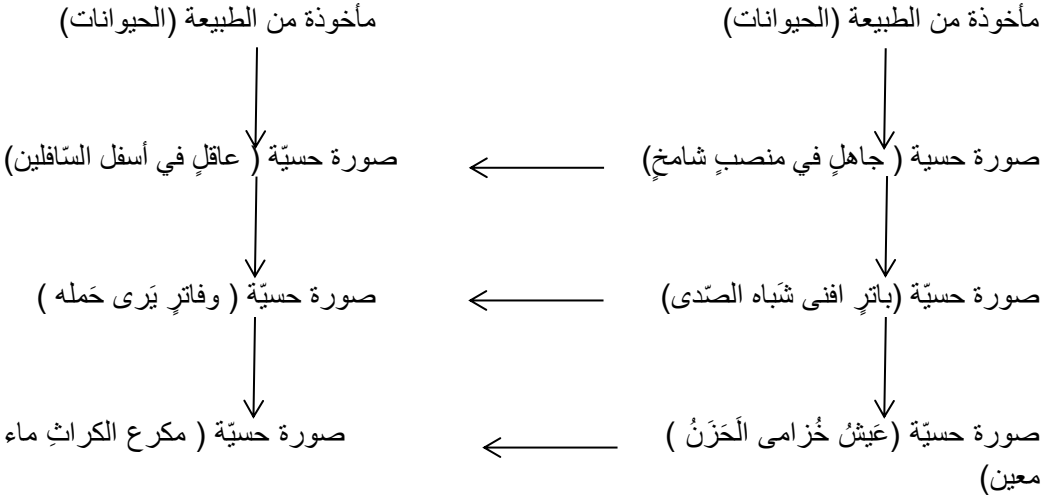 مأخوذة من الطبيعة (الحيوانات) مأخوذة من الطبيعة (الحيوانات)
صورة حسية ( جاهلٍ في منصبٍ شامخٍ) صورة حسيّة ( عاقلٍ في أسفل السّافلين)
صورة حسيّة (باترٍ افنى شَباه الصّدى) صورة حسيّة ( وفاترٍ يَرى حَمله )
صورة حسيّة (عَيشُ خُزامى الَحَزَنُ ) صورة حسيّة ( مكرع الكراثِ ماء
معين)